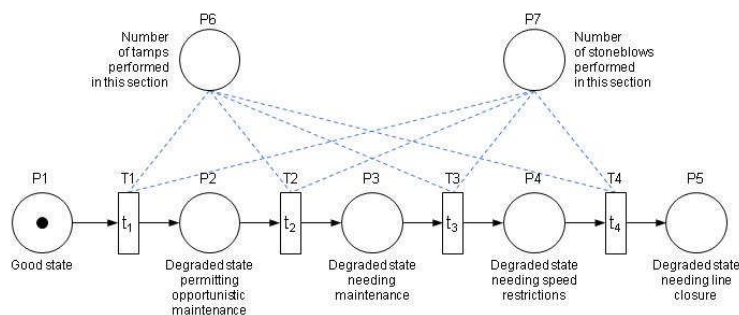 P6
Number
of tamps
performed
in this section
P7
Number
of stoneblows
performed
in this section
P1
T1
P2
T2
P3
T3
P4
T4
P5
t1
t2
t3
t4
Good state
Degraded state
permitting
opportunistic
maintenance
Degraded state
needing
maintenance
Degraded state
needing speed
restrictions
Degraded state
needing line
closure